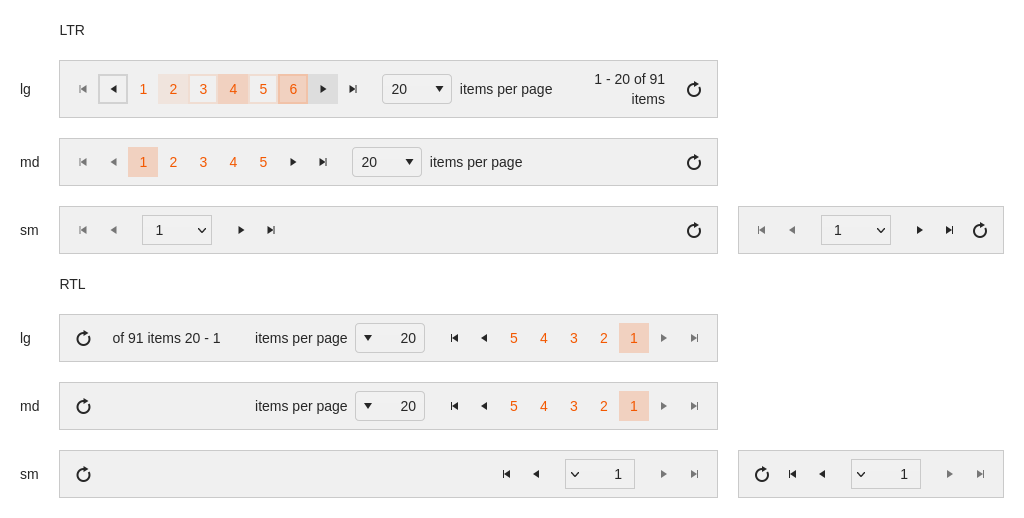 LTR
lg 1 2 3 4 5 6 20 items per page 1 - 20 of 91
items
md 1 2 3 4 5 20 items per page
sm 1 1
RTL
lg of 91 items 20 - 1 items per page 20 5 4 3 2 1
md items per page 20 5 4 3 2 1
sm 1 1